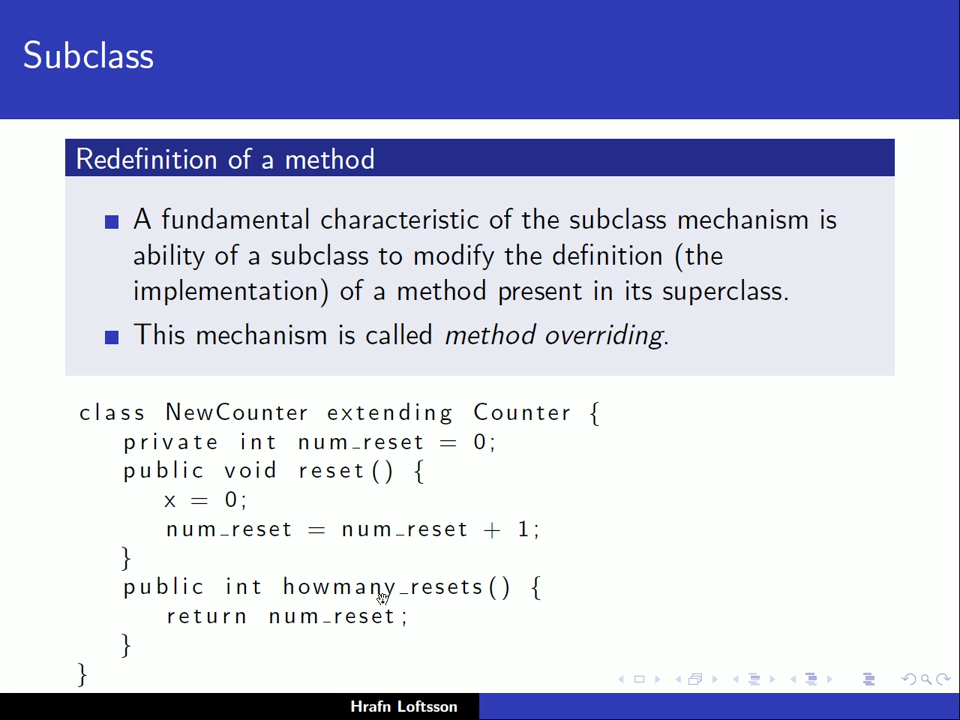 Subclass
Redefinition of a method
A fundamental characteristic of the subclass mechanism is
ability of a subclass to modify the definition (the
implementation) of a method present in its superclass.
This mechanism is called method overriding.
class NewCounter extending Counter {
private int num_reset = 0;
public void reset() {
x = 0;
num_reset = num_reset + 1;
}
public int howmany_resets() {
return num_reset;
}
}
Hrafn Loftsson